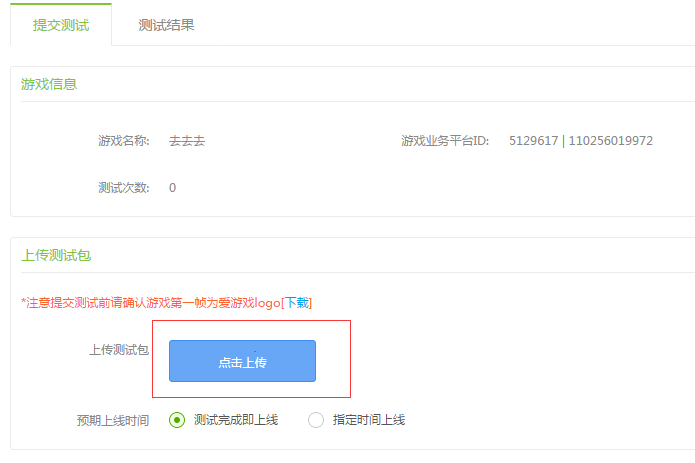 提交测试 测试结果
游戏信息
游戏名称: 去去去 游戏业务平台ID: 5129617 | 110256019972
测试次数: 0
上传测试包
*注意提交测试前请确认游戏第一帧为爱游戏logo[下载]
上传测试包 点击上传
预期上线时间 测试完成即上线 指定时间上线